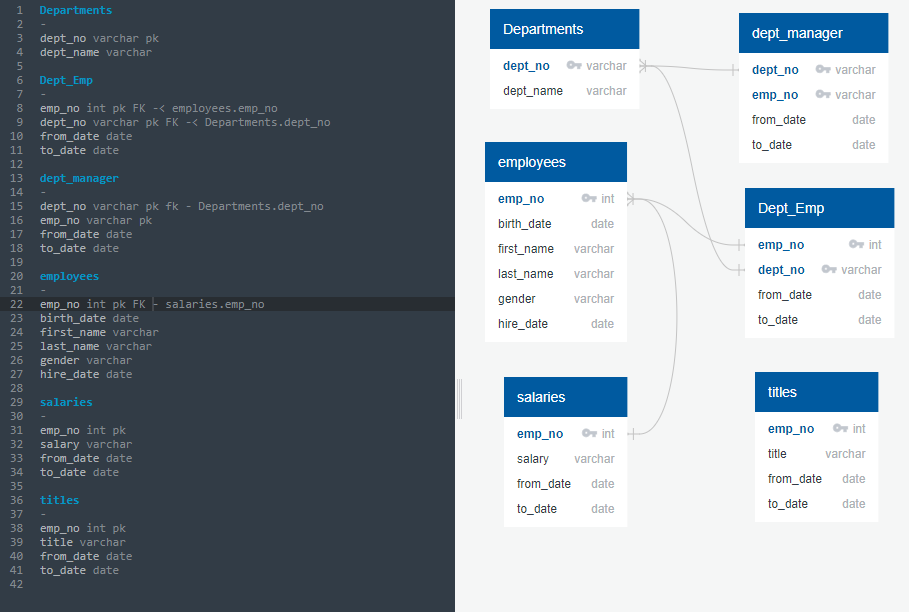 1 Departments
2 -
3 dept_no varchar pk
4 dept_name varchar
5
6 Dept_Emp
7 -
8 emp_no int pk FK -< employees.emp_no
9 dept_no varchar pk FK -< Departments.dept_no
10 from_date date
11 to_date date
12
13 dept_manager
14 -
15 dept_no varchar pk fk - Departments.dept_no
16 emp_no varchar pk
17 from_date date
18 to_date date
19
20 employees
21 -
22 emp_no int pk FK - salaries.emp_no
23 birth_date date
24 first_name varchar
25 last_name varchar
26 gender varchar
27 hire_date date
28
29 salaries
30 -
31 emp_no int pk
32 salary varchar
33 from_date date
34 to_date date
35
36 titles
37 -
38 emp_no int pk
39 title varchar
40 from_date date
41 to_date date
42
Departments
dept_no varchar
dept_name varchar
dept_manager
dept_no varchar
emp_no varchar
from_date date
to_date date
employees
emp_no int
birth_date date
first_name varchar
last_name varchar
gender varchar
hire_date date
Dept_Emp
emp_no int
dept_no varchar
from_date date
to_date date
salaries
emp_no int
salary varchar
from_date date
to_date date
titles
emp_no int
title varchar
from_date date
to_date date